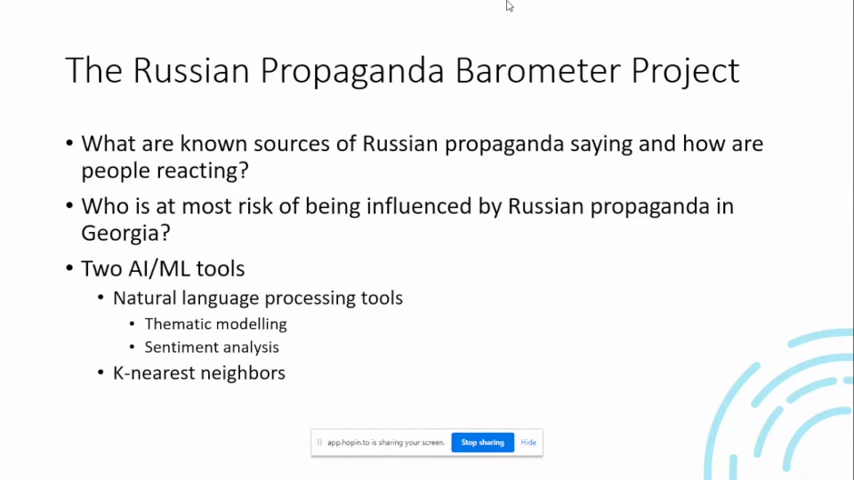 The Russian Propaganda Barometer Project
• What are known sources of Russian propaganda saying and how are
people reacting?
• Who is at most risk of being influenced by Russian propaganda in
Georgia?
• Two AI/ML tools
• Natural language processing tools
• Thematic modelling
• Sentiment analysis
• K-nearest neighbors
app.hopin.to is sharing your screen. Stop sharing Hide